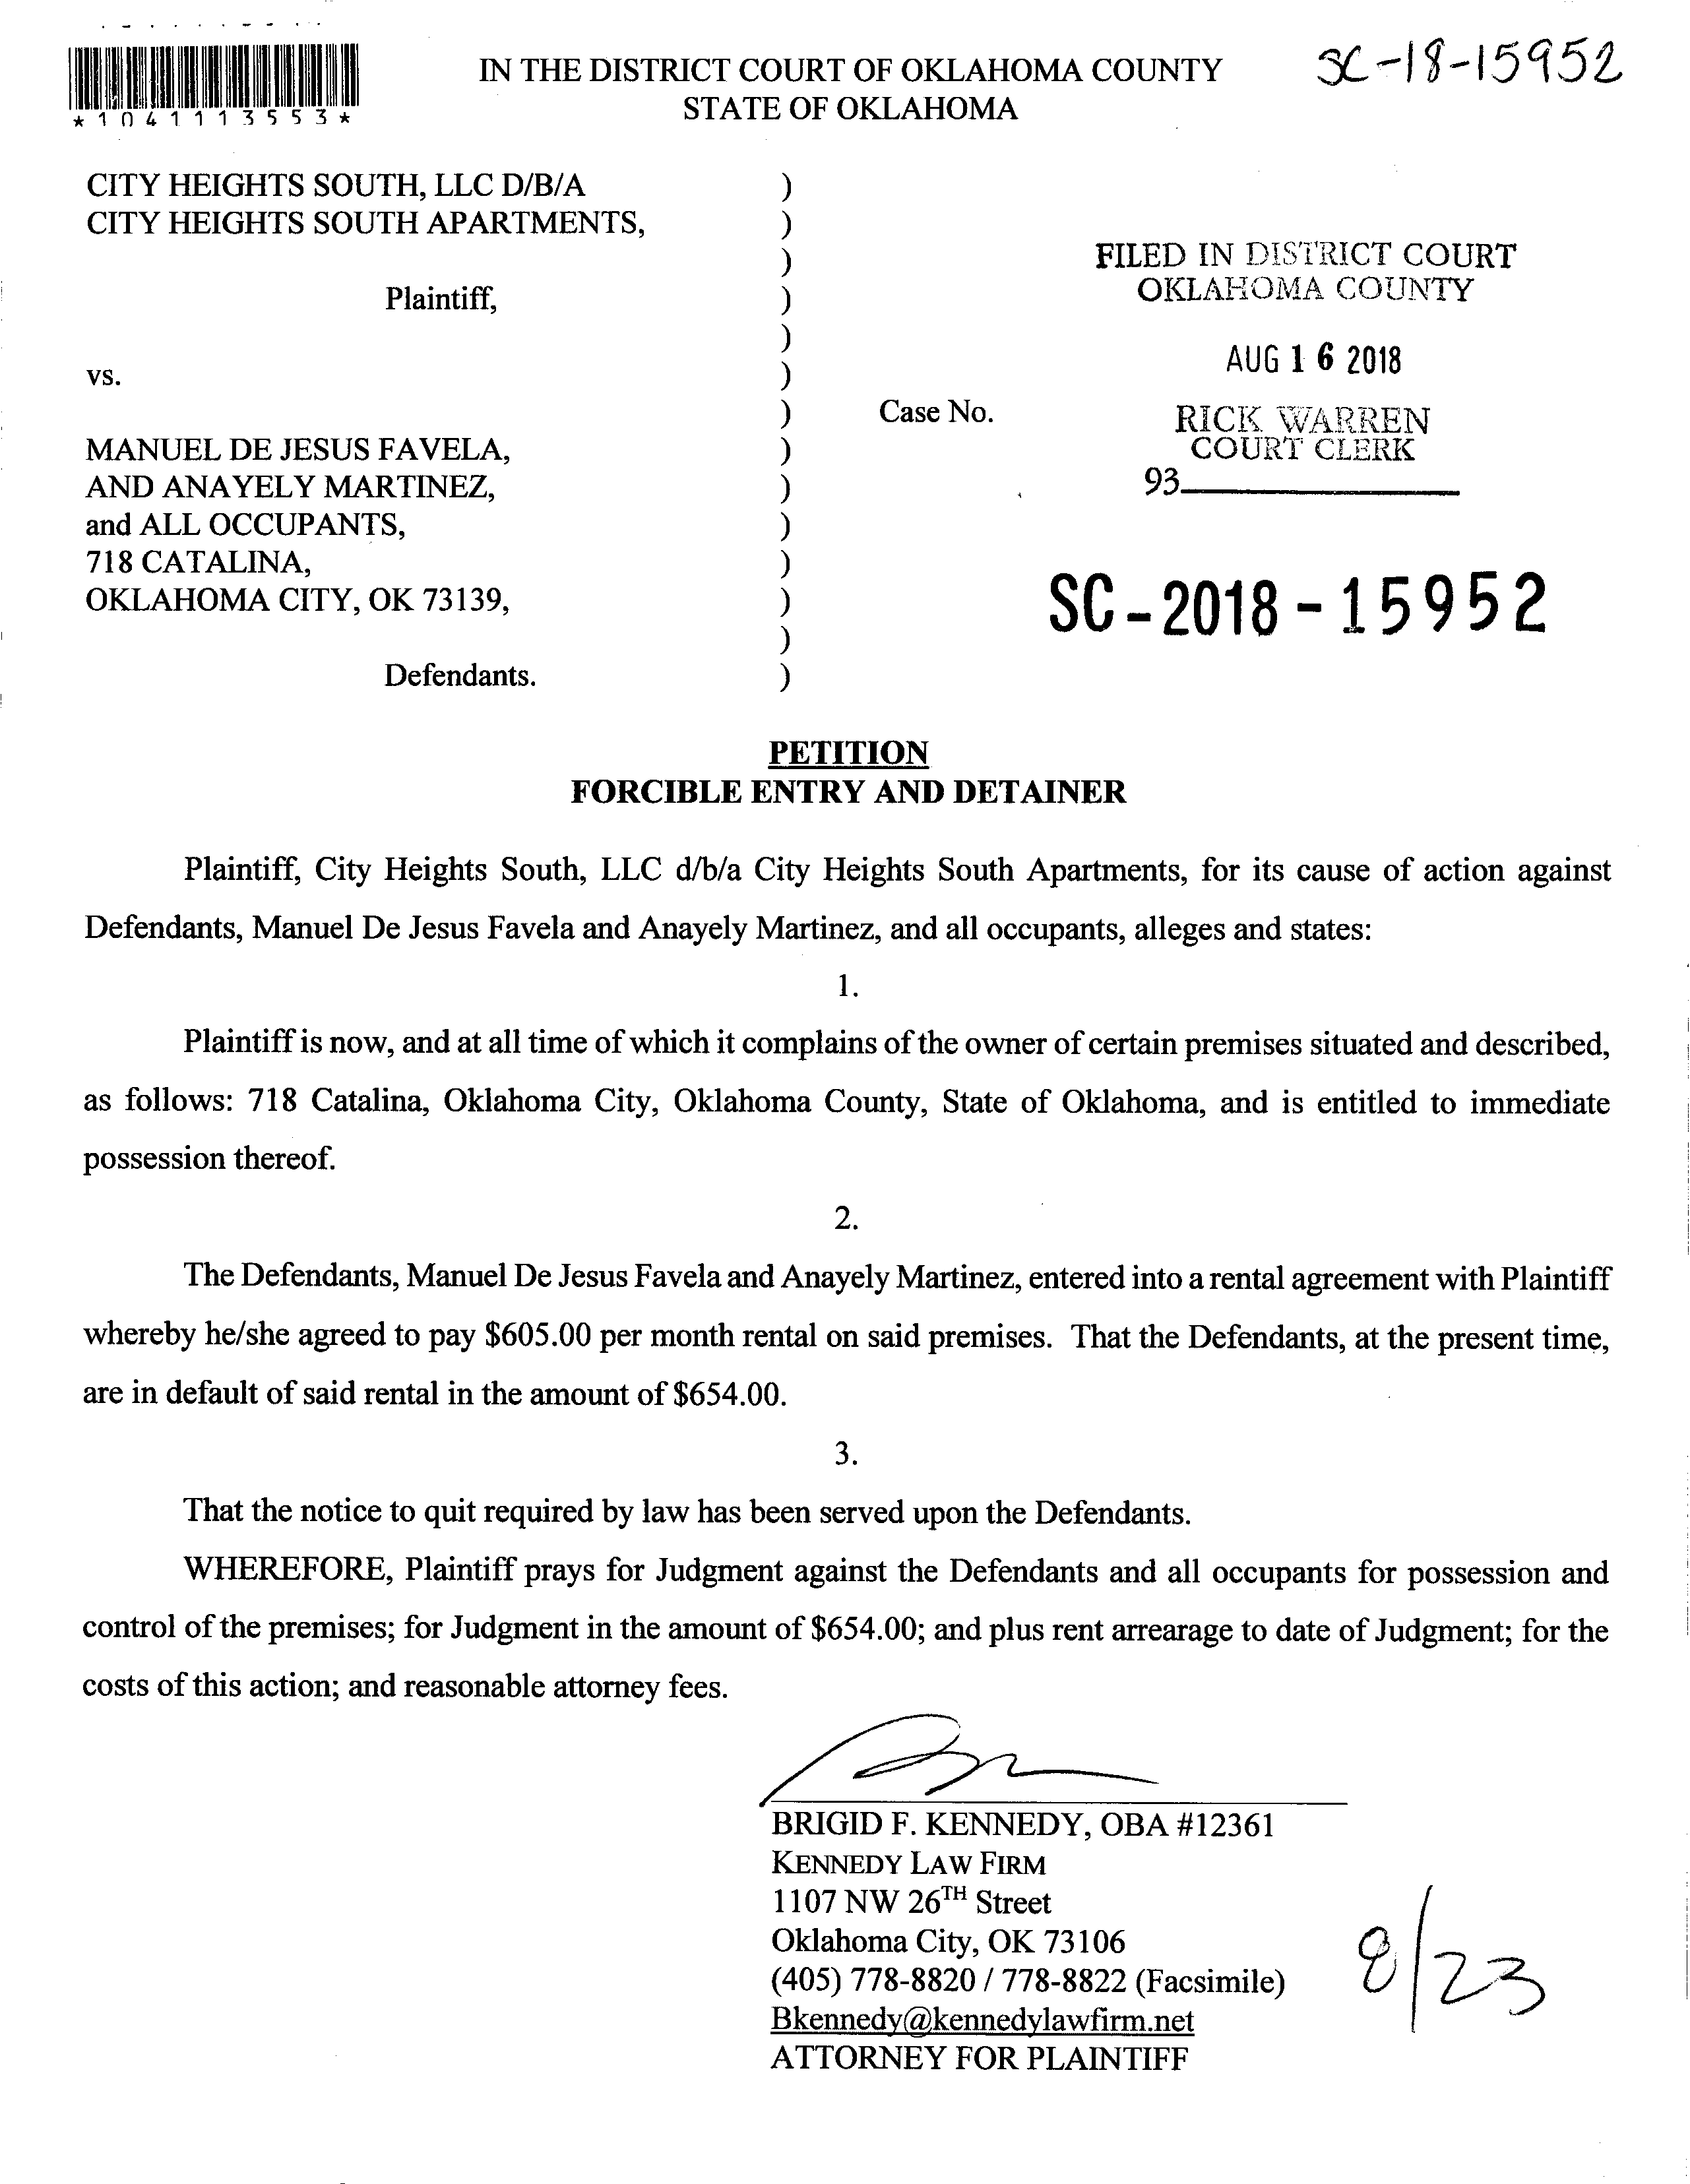 IN THE DISTRICT COURT OF OKLAHOMA COUNTY
STATE OF OKLAHOMA
SC-18-15952
*1041113553*
CITY HEIGHTS SOUTH, LLC D/B/A )
CITY HEIGHTS SOUTH APARTMENTS, )
)
Plaintiff, )
)
vs. )
)
MANUEL DE JESUS FAVELA, )
AND ANAYELY MARTINEZ, )
and ALL OCCUPANTS, )
718 CATALINA, )
OKLAHOMA CITY, OK 73139, )
)
Defendants. )
Case No.
FILED IN DISTRICT COURT
OKLAHOMA COUNTY
AUG 16 2018
RICK WARREN
COURT CLERK
93
SC-2018-15952
PETITION
FORCIBLE ENTRY AND DETAINER
Plaintiff, City Heights South, LLC d/b/a City Heights South Apartments, for its cause of action against
Defendants, Manuel De Jesus Favela and Anayely Martinez, and all occupants, alleges and states:
1.
Plaintiff is now, and at all time of which it complains of the owner of certain premises situated and described,
as follows: 718 Catalina, Oklahoma City, Oklahoma County, State of Oklahoma, and is entitled to immediate
possession thereof.
2.
The Defendants, Manuel De Jesus Favela and Anayely Martinez, entered into a rental agreement with Plaintiff
whereby he/she agreed to pay $605.00 per month rental on said premises. That the Defendants, at the present time,
are in default of said rental in the amount of $654.00.
3.
That the notice to quit required by law has been served upon the Defendants.
WHEREFORE, Plaintiff prays for Judgment against the Defendants and all occupants for possession and
control of the premises; for Judgment in the amount of $654.00; and plus rent arrearage to date of Judgment; for the
costs of this action; and reasonable attorney fees.
BRIGID F. KENNEDY, OBA #12361
KENNEDY LAW FIRM
1107 NW 26TH Street
Oklahoma City, OK 73106
(405) 778-8820 / 778-8822 (Facsimile)
Bkennedy@kennedylawfirm.net
ATTORNEY FOR PLAINTIFF
8/23